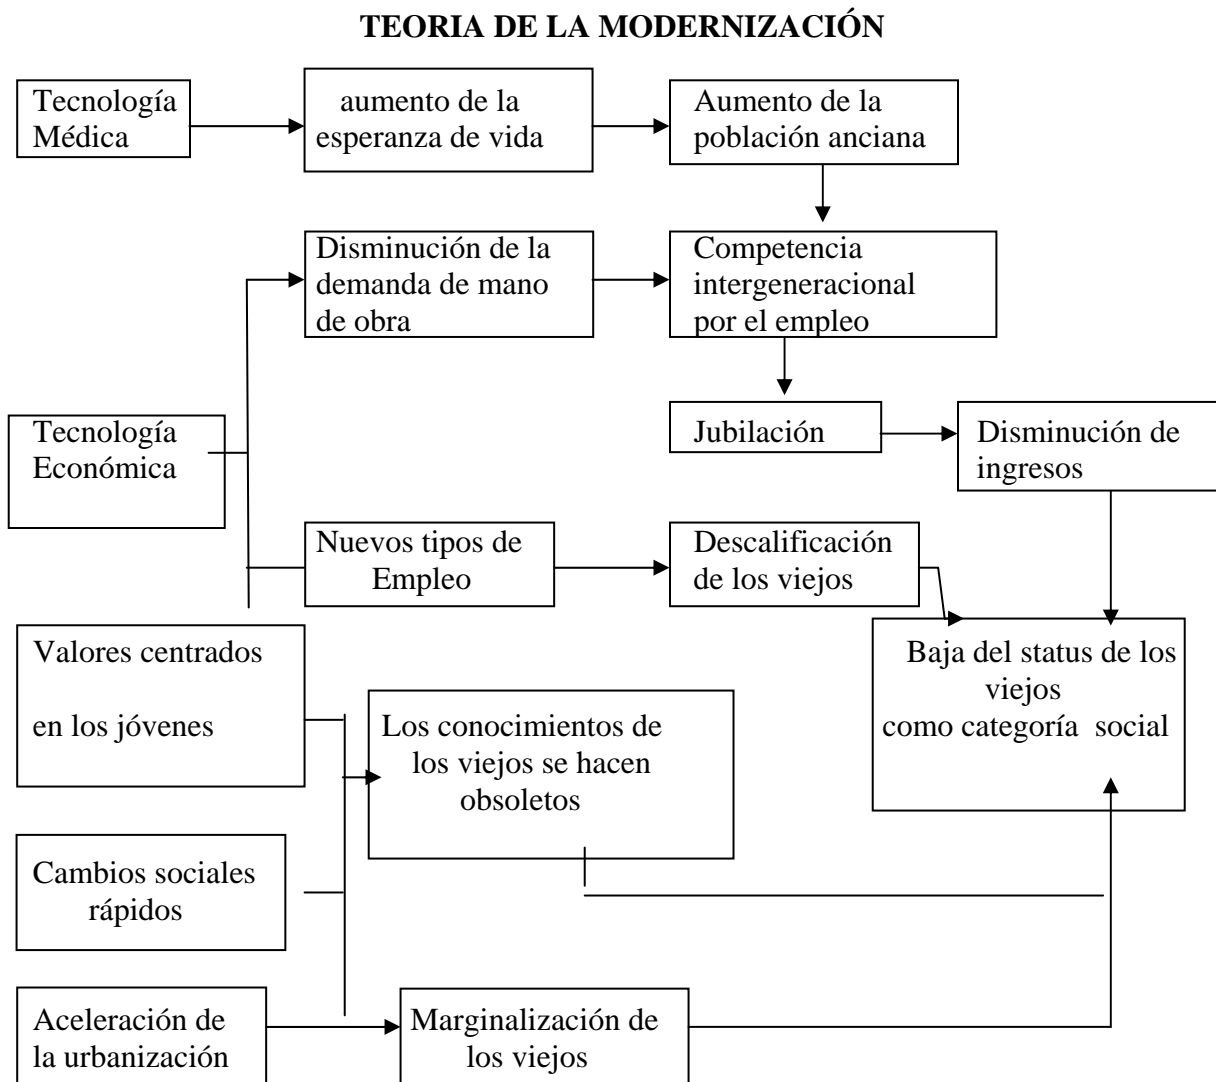 TEORIA DE LA MODERNIZACIÓN
Tecnología
Médica
aumento de la
esperanza de vida
Aumento de la
población anciana
Disminución de la
demanda de mano
de obra
Competencia
intergeneracional
por el empleo
Tecnología
Económica
Jubilación
Disminución de
ingresos
Nuevos tipos de
Empleo
Descalificación
de los viejos
Valores centrados
en los jóvenes
Los conocimientos de
los viejos se hacen
obsoletos
Baja del status de los
viejos
como categoría social
Cambios sociales
rápidos
Aceleración de
la urbanización
Marginalización de
los viejos